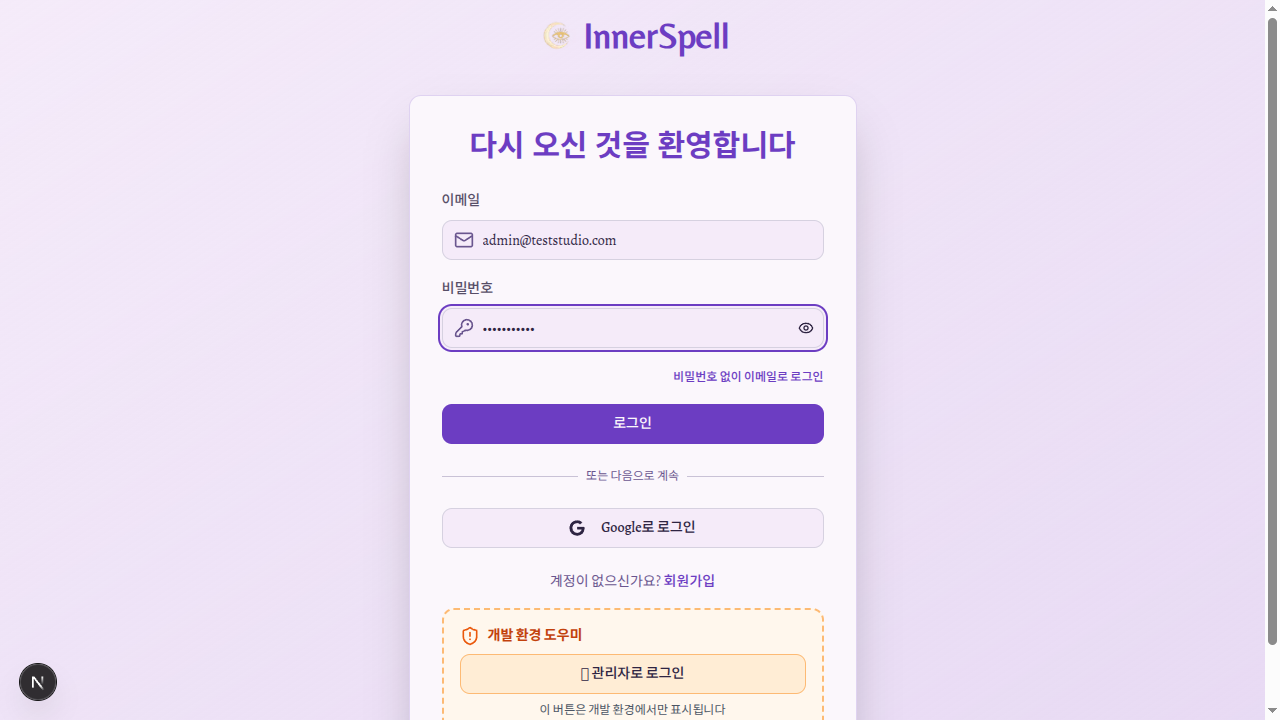 InnerSpell
다시 오신 것을 환영합니다
이메일
admin@teststudio.com
비밀번호
•••••••••••
비밀번호 없이 이메일로 로그인
로그인
또는 다음으로 계속
Google로 로그인
계정이 없으신가요? 회원가입
개발 환경 도우미
관리자로 로그인
이 버튼은 개발 환경에서만 표시됩니다
N